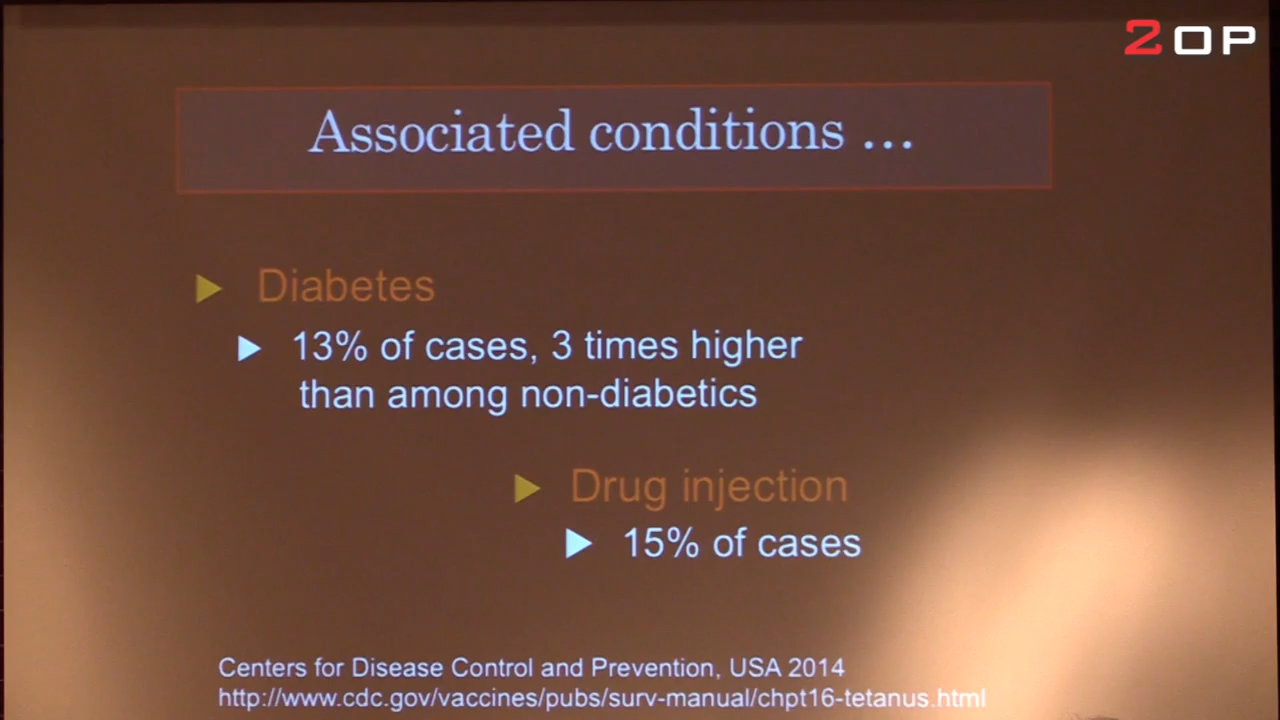 2OP
Associated conditions ...
Diabetes
13% of cases, 3 times higher
than among non-diabetics
Drug injection
15% of cases
Centers for Disease Control and Prevention, USA 2014
http://www.cdc.gov/vaccines/pubs/surv-manual/chpt16-tetanus.html